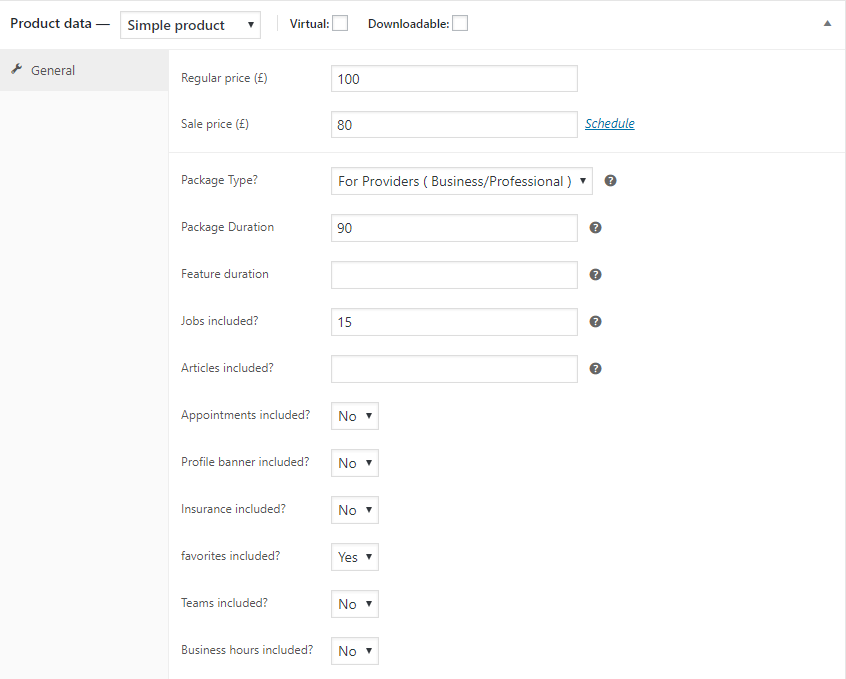 Product data — Simple product Virtual: Downloadable:
General
Regular price (£) 100
Sale price (£) 80 Schedule
Package Type? For Providers ( Business/Professional )
Package Duration 90
Feature duration
Jobs included? 15
Articles included?
Appointments included? No
Profile banner included? No
Insurance included? No
favorites included? Yes
Teams included? No
Business hours included? No